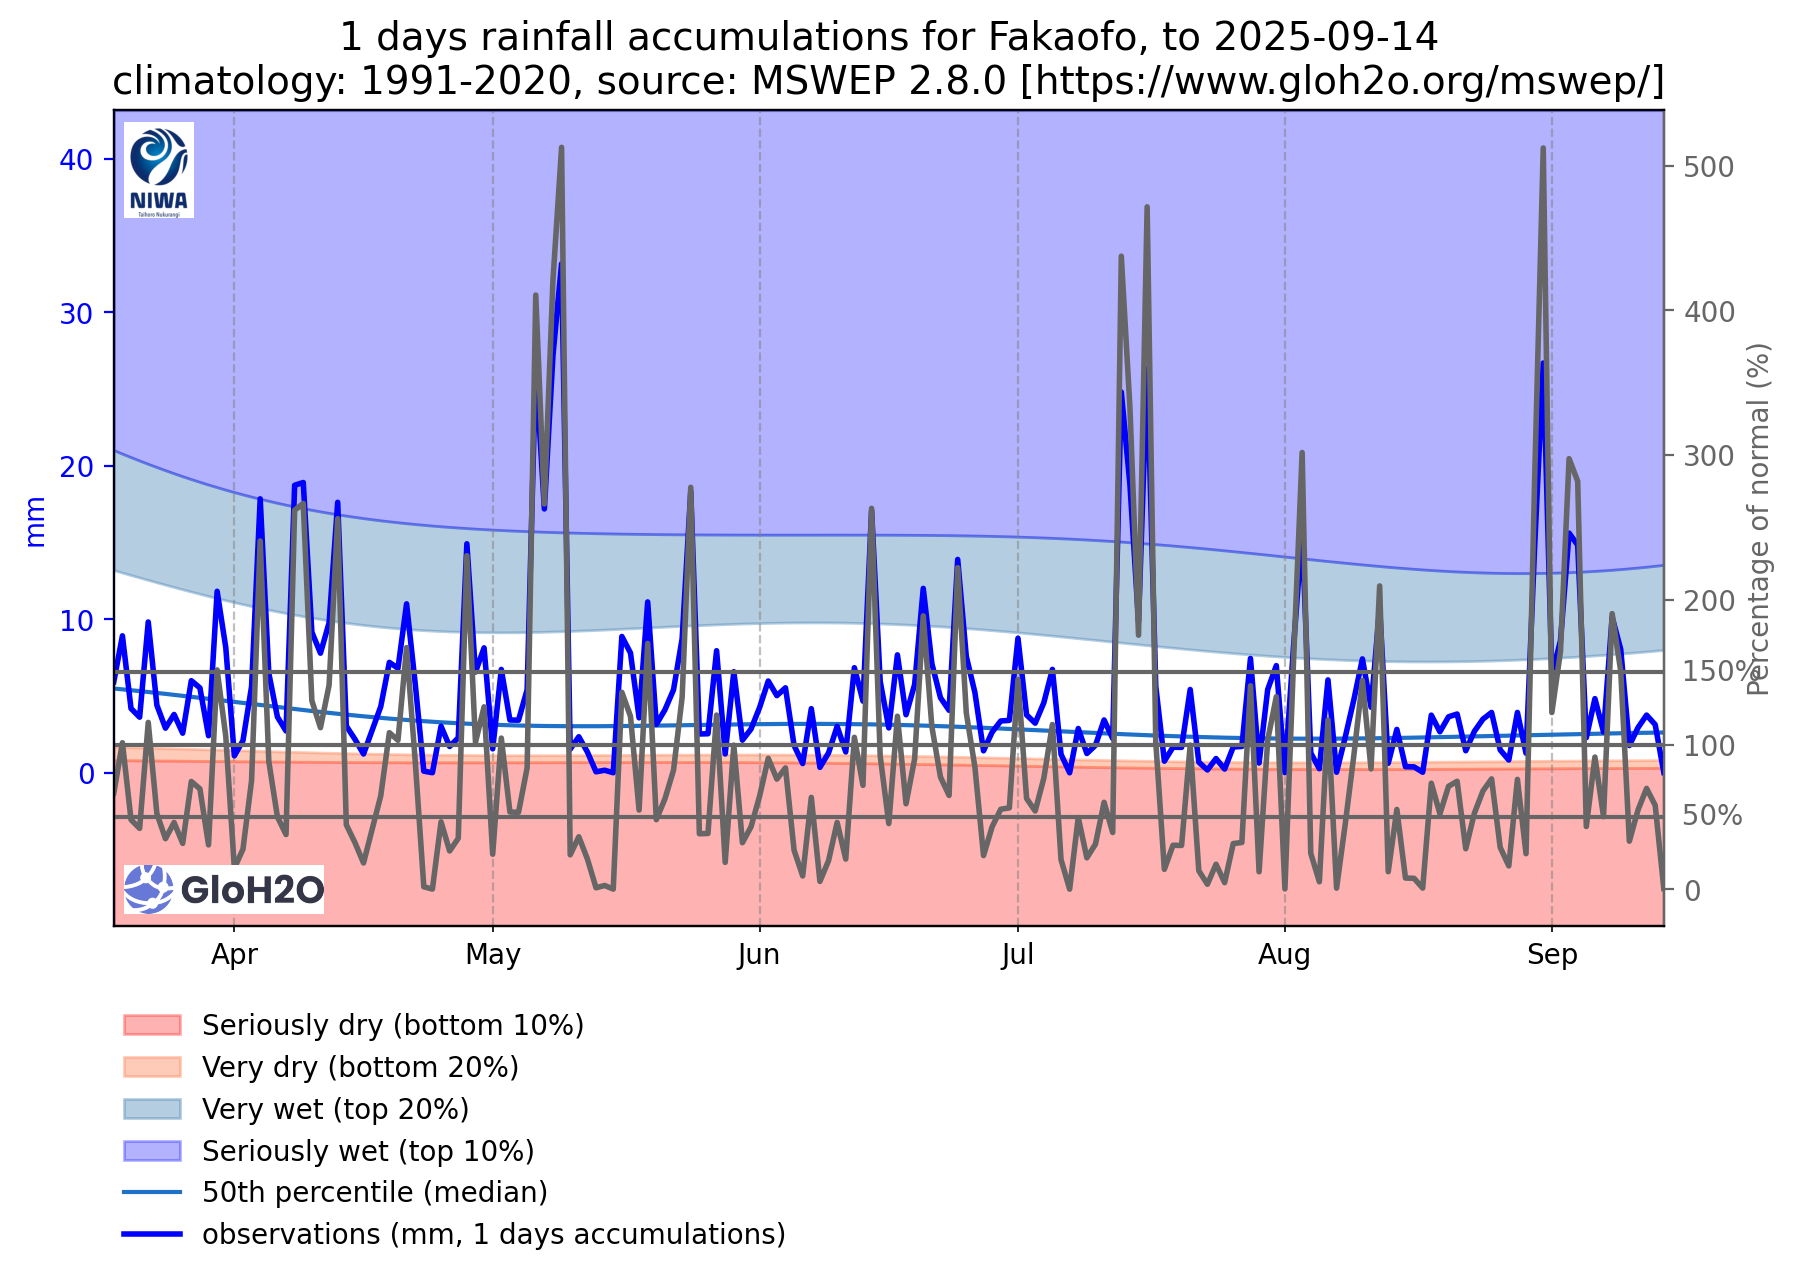 1 days rainfall accumulations for Fakaofo, to 2025-09-14
climatology: 1991-2020, source: MSWEP 2.8.0 [https://www.gloh2o.org/mswep/]
NIWA
Taihoro Nukurangi
40
30
20
10
0
mm
500
400
300
200
150%
100
50%
0
Percentage of normal (%)
GloH2O
Apr
May
Jun
Jul
Aug
Sep
Seriously dry (bottom 10%)
Very dry (bottom 20%)
Very wet (top 20%)
Seriously wet (top 10%)
50th percentile (median)
observations (mm, 1 days accumulations)